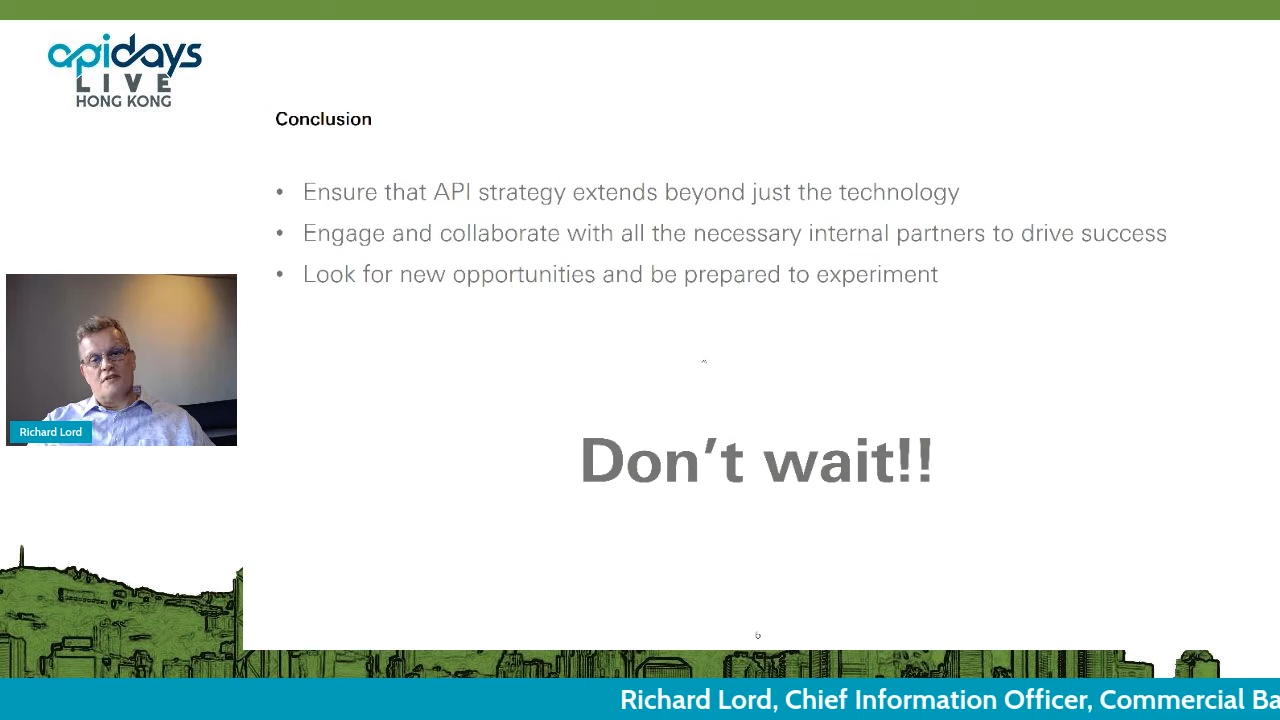 apidays
LIVE
HONG KONG
Conclusion
• Ensure that API strategy extends beyond just the technology
• Engage and collaborate with all the necessary internal partners to drive success
• Look for new opportunities and be prepared to experiment
Richard Lord
Don't wait!!
6
Richard Lord, Chief Information Officer, Commercial Ba